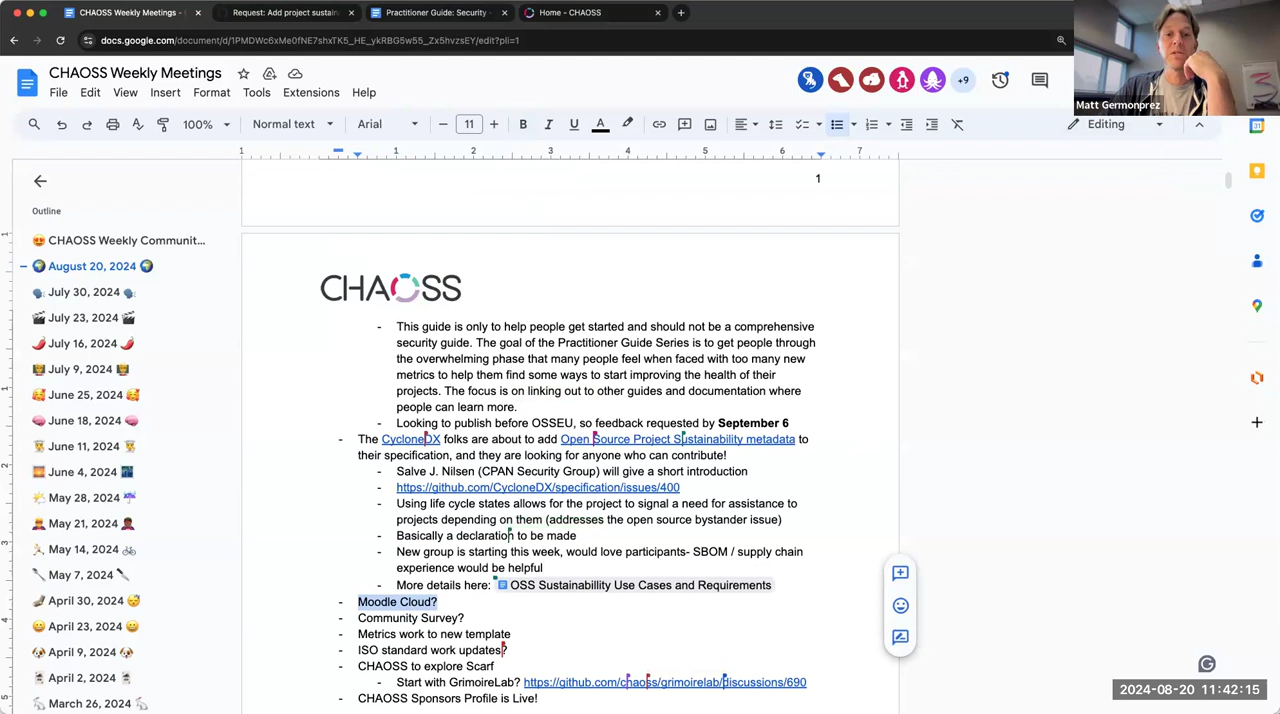 CHAOSS Weekly Meetings -
Request: Add project sustain
Practitioner Guide: Security -
Home - CHAOSS
docs.google.com/document/d/1PMDWc6xMe0fNE7shxTK5_HE_ykRBG5w55_Zx5hvzsEY/edit?pli=1
Matt Germonprez
CHAOSS Weekly Meetings
+9
File Edit View Insert Format Tools Extensions Help
100% Normal text Arial 11 B I U A Editing
1 1 2 3 4 5 6 7
1
Outline
😍 CHAOSS Weekly Communit...
🌍 August 20, 2024 🌍
🗣️ July 30, 2024 🗣️
🎬 July 23, 2024 🎬
🌶️ July 16, 2024 🌶️
July 9, 2024
🥰 June 25, 2024 🥰
🧠 June 18, 2024 🧠
June 11, 2024
🌅 June 4, 2024 🌃
🌦️ May 28, 2024 ☔
May 21, 2024
May 14, 2024 🚲
🥄 May 7, 2024 🥄
April 30, 2024 😴
😀 April 23, 2024 😀
🐶 April 9, 2024 🐶
🃏 April 2, 2024 🃏
🐇 March 26, 2024 🐇
CHAOSS
- This guide is only to help people get started and should not be a comprehensive
security guide. The goal of the Practitioner Guide Series is to get people through
the overwhelming phase that many people feel when faced with too many new
metrics to help them find some ways to start improving the health of their
projects. The focus is on linking out to other guides and documentation where
people can learn more.
- Looking to publish before OSSEU, so feedback requested by September 6
- The CycloneDX folks are about to add Open Source Project Sustainability metadata to
their specification, and they are looking for anyone who can contribute!
- Salve J. Nilsen (CPAN Security Group) will give a short introduction
- https://github.com/CycloneDX/specification/issues/400
- Using life cycle states allows for the project to signal a need for assistance to
projects depending on them (addresses the open source bystander issue)
- Basically a declaration to be made
- New group is starting this week, would love participants- SBOM / supply chain
experience would be helpful
- More details here: OSS Sustainabillity Use Cases and Requirements
- Moodle Cloud?
- Community Survey?
- Metrics work to new template
- ISO standard work updates?
- CHAOSS to explore Scarf
- Start with GrimoireLab? https://github.com/chaoss/grimoirelab/discussions/690
- CHAOSS Sponsors Profile is Live!
2024-08-20 11:42:15